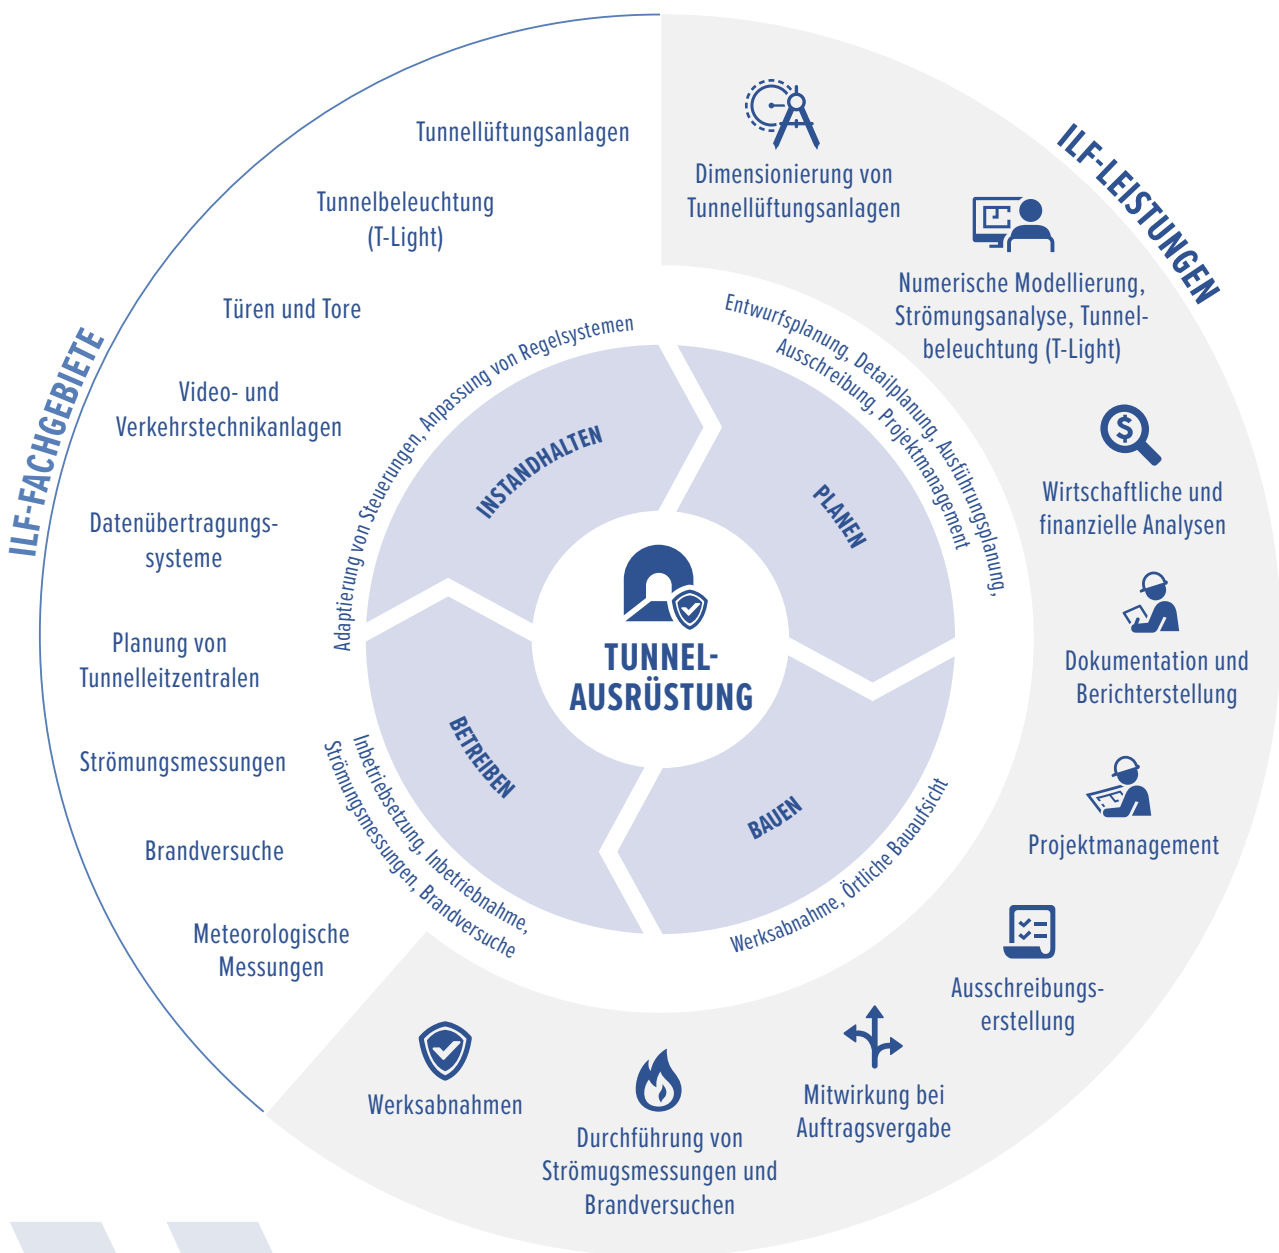 ILF-FACHGEBIETE
Tunnellüftungsanlagen
Tunnelbeleuchtung
(T-Light)
Türen und Tore
Video- und
Verkehrstechnikanlagen
Datenübertragungs-
systeme
Planung von
Tunnelleitzentralen
Strömungsmessungen
Brandversuche
Meteorologische
Messungen
ILF-LEISTUNGEN
Dimensionierung von
Tunnellüftungsanlagen
Numerische Modellierung,
Strömungsanalyse, Tunnel-
beleuchtung (T-Light)
$
Wirtschaftliche und
finanzielle Analysen
Dokumentation und
Berichterstellung
Projektmanagement
Ausschreibungs-
erstellung
Mitwirkung bei
Auftragsvergabe
Durchführung von
Strömugsmessungen und
Brandversuchen
Werksabnahmen
Entwurfsplanung, Detailplanung, Ausführungsplanung,
Ausschreibung, Projektmanagement
PLANEN
Werksabnahme, Örtliche Bauaufsicht
BAUEN
Inbetriebsetzung, Inbetriebnahme,
Strömungsmessungen, Brandversuche
BETREIBEN
Adaptierung von Steuerungen, Anpassung von Regelsystemen
INSTANDHALTEN
TUNNEL-
AUSRÜSTUNG